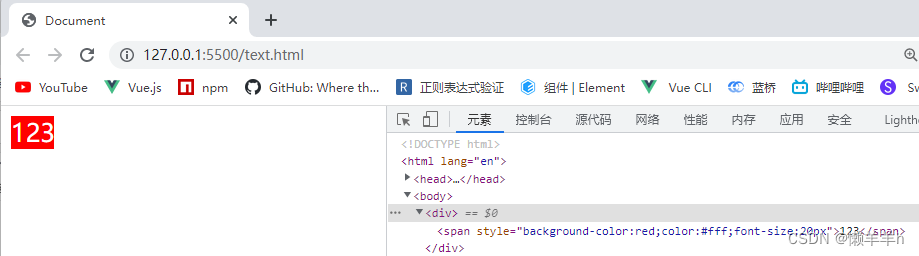 Document
127.0.0.1:5500/text.html
YouTube Vue.js npm GitHub: Where th... 正则表达式验证 组件 | Element Vue CLI 蓝桥 哔哩哔哩 Sw
元素 控制台 源代码 网络 性能 内存 应用 安全 Lighth
123
<!DOCTYPE html>
<html lang="en">
<head>…</head>
<body>
<div> == $0
<span style="background-color:red;color:#fff;font-size:20px">123</span>
</div>
CSDN @懒羊羊h